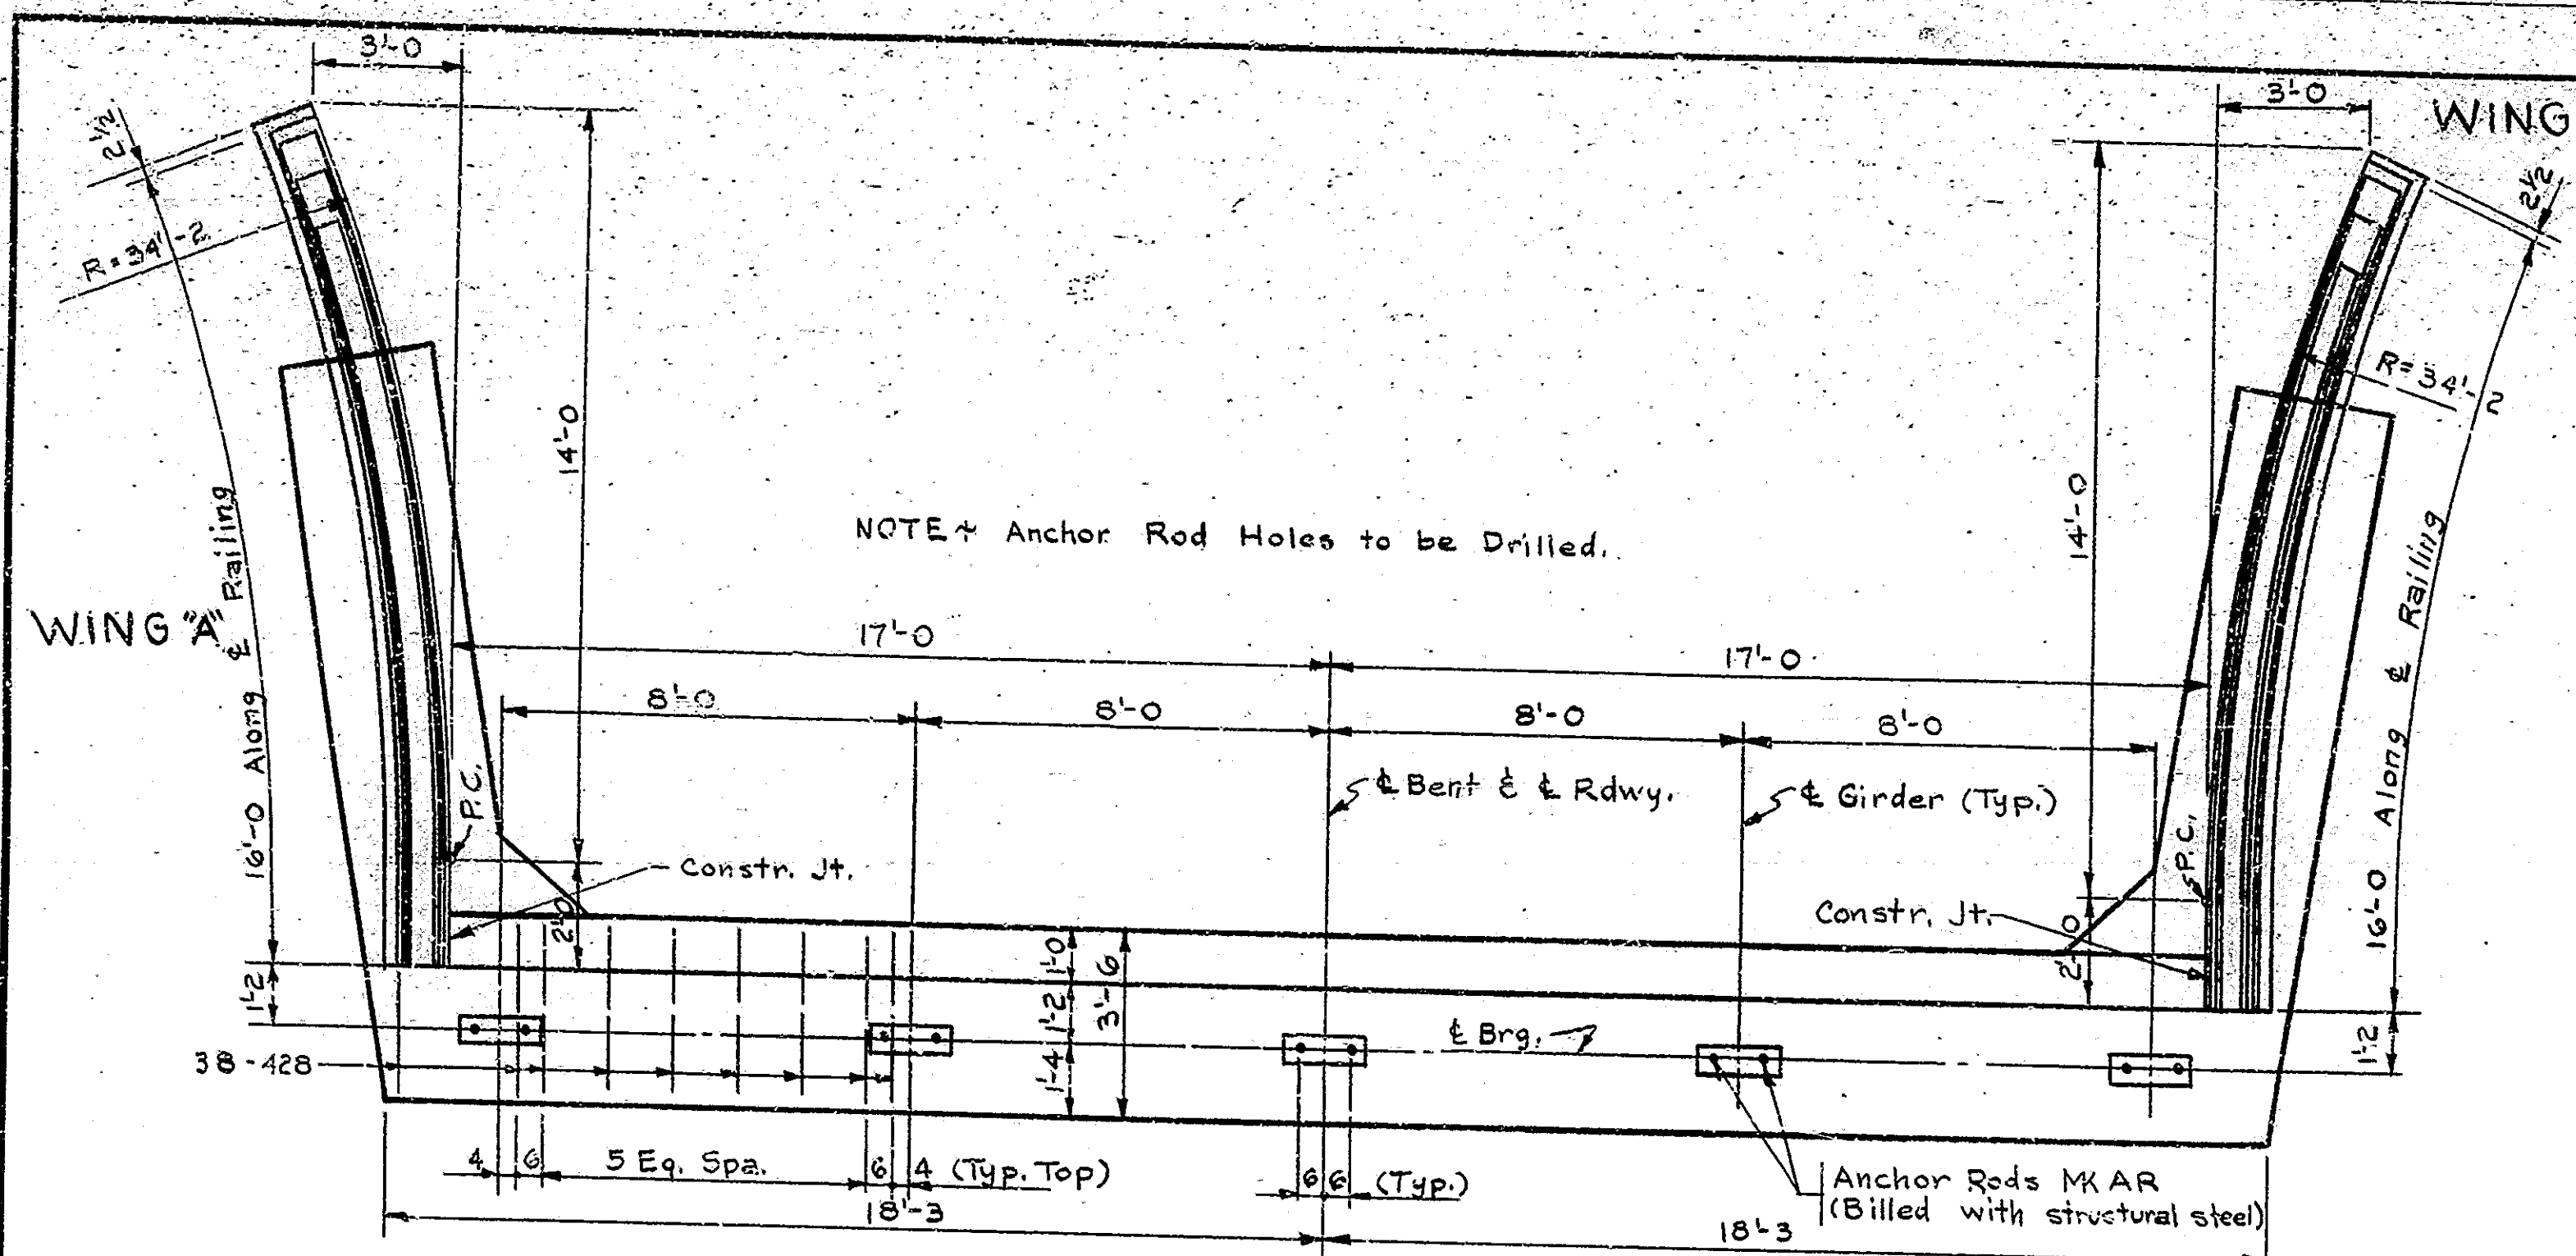 3'-0
3'-0
WING
2½
2½
R=34'-2
R=34'-2
14'-0
14'-0
NOTE ~ Anchor Rod Holes to be Drilled.
WING "A"
16'-0 Along ℄ Railing
16'-0 Along ℄ Railing
17'-0
17'-0
8'-0
8'-0
8'-0
8'-0
℄ Bent & ℄ Rdwy.
℄ Girder (Typ.)
P.C.
P.C.
Constr. Jt.
Constr. Jt.
2'-0
2'-0
1'-2
1'-0
1'-2
1'-4
3'-6
℄ Brg.
1'-2
38-428
4
6
5 Eq. Spa.
6
4 (Typ. Top)
6
6
(Typ.)
Anchor Rods MK AR
(Billed with structural steel)
18'-3
18'-3